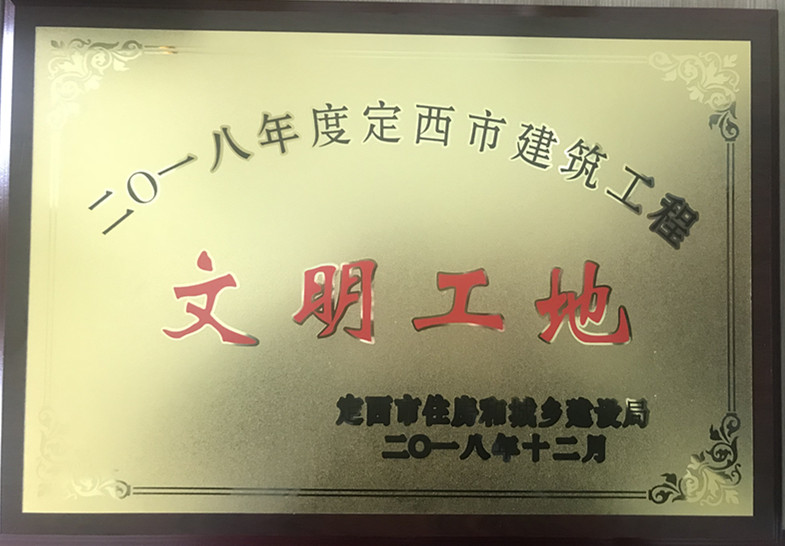 二〇一八年度定西市建筑工程
文明工地
定西市住房和城乡建设局
二〇一八年十二月